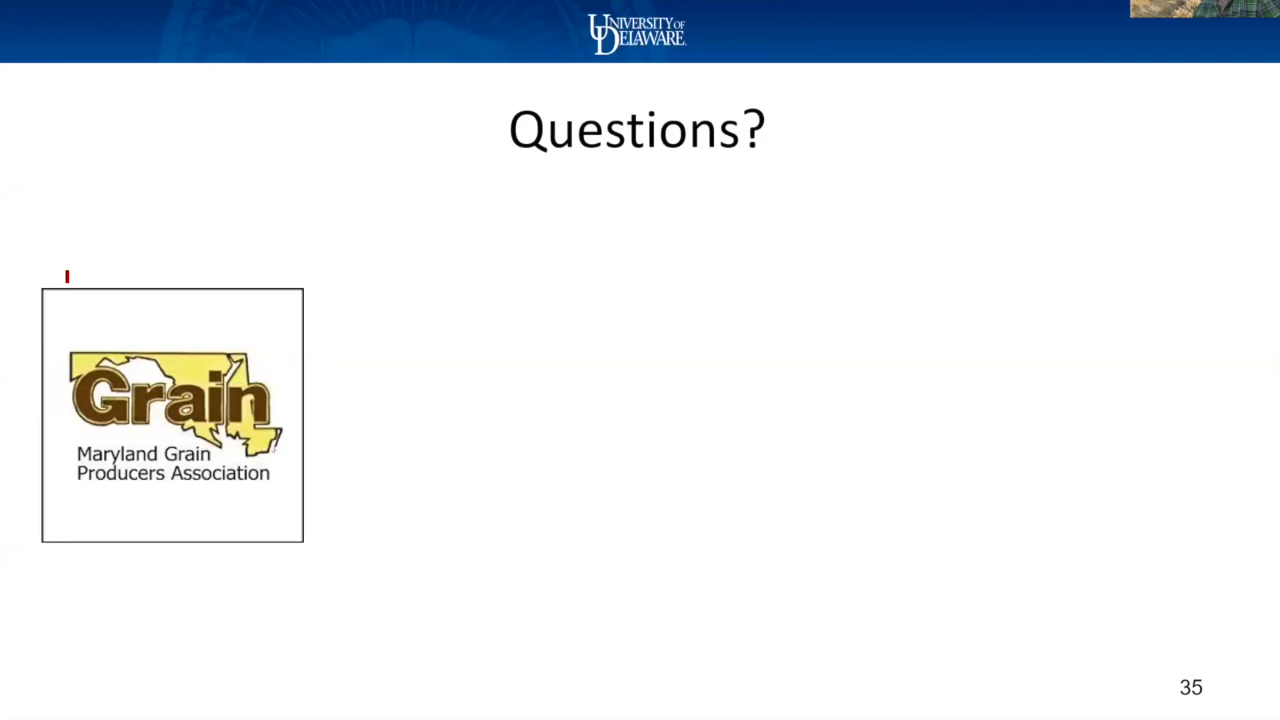 UNIVERSITY OF
DELAWARE.
Questions?
Grain
Maryland Grain
Producers Association
35